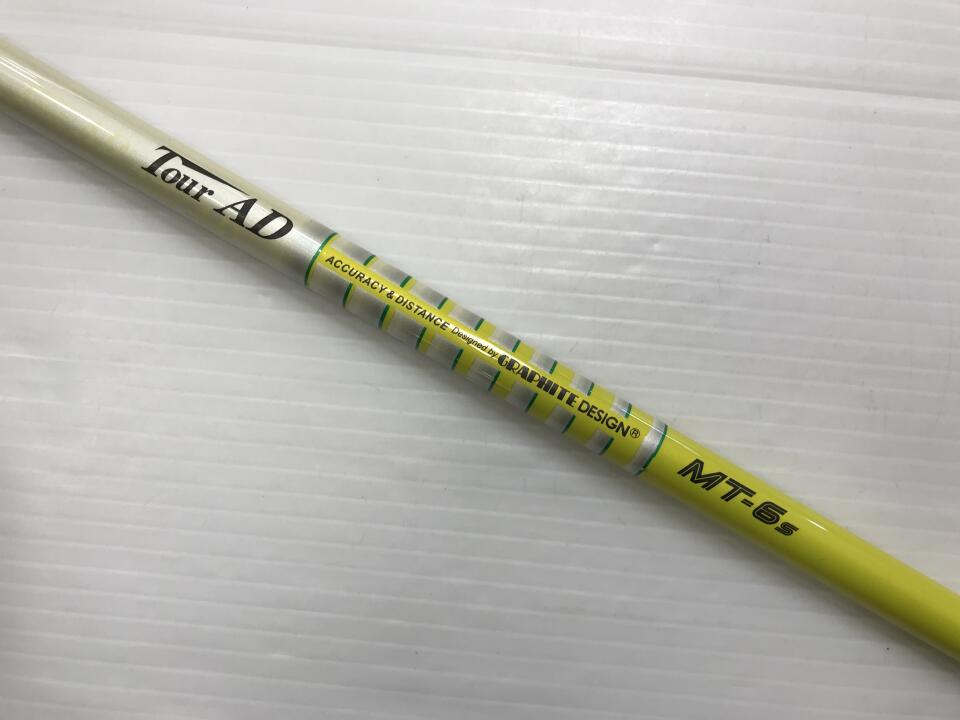 Tour AD
ACCURACY & DISTANCE Designed by GRAPHITE DESIGN®
MT-6s